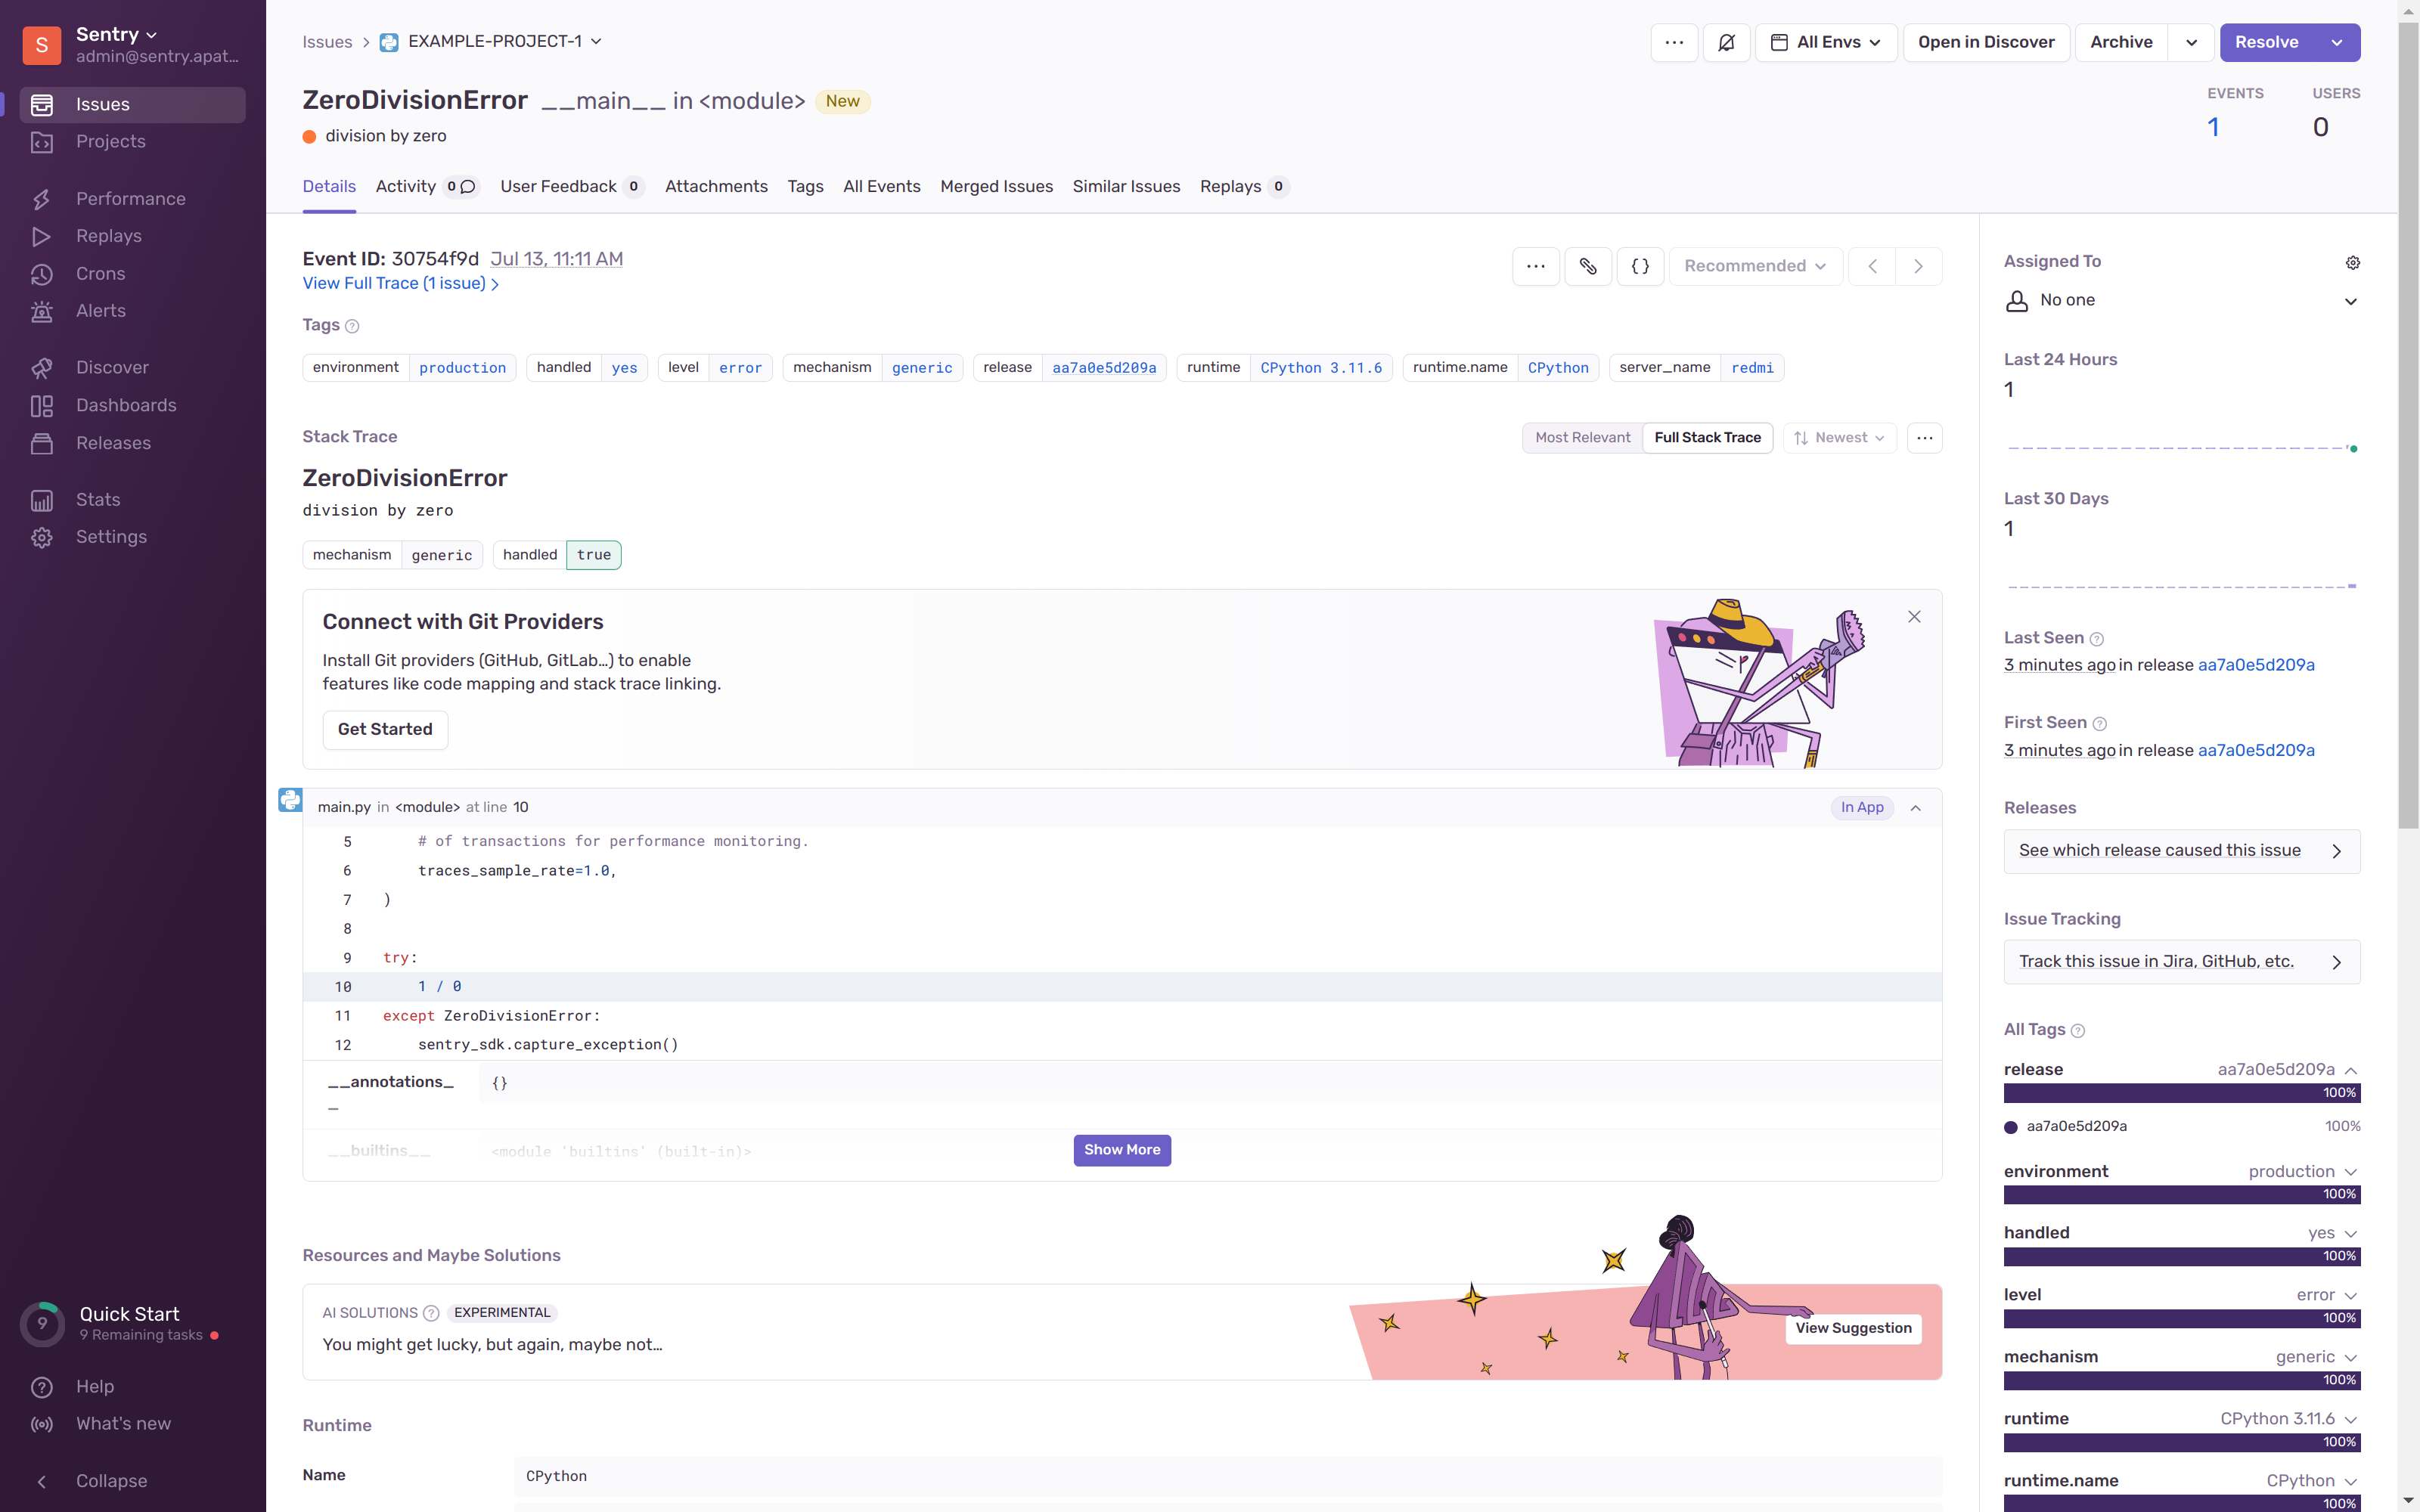 S
Sentry
admin@sentry.apat...
Issues
Projects
Performance
Replays
Crons
Alerts
Discover
Dashboards
Releases
Stats
Settings
9
Quick Start
9 Remaining tasks
Help
What's new
Collapse
Issues > EXAMPLE-PROJECT-1
All Envs
Open in Discover
Archive
Resolve
ZeroDivisionError __main__ in <module> New
division by zero
EVENTS
1
USERS
0
Details Activity 0 User Feedback 0 Attachments Tags All Events Merged Issues Similar Issues Replays 0
Event ID: 30754f9d Jul 13, 11:11 AM
View Full Trace (1 issue) >
{}
Recommended
Tags ?
environment production handled yes level error mechanism generic release aa7a0e5d209a runtime CPython 3.11.6 runtime.name CPython server_name redmi
Stack Trace
Most Relevant Full Stack Trace Newest
ZeroDivisionError
division by zero
mechanism generic handled true
Connect with Git Providers
Install Git providers (GitHub, GitLab…) to enable
features like code mapping and stack trace linking.
Get Started
main.py in <module> at line 10
In App
5 # of transactions for performance monitoring.
6 traces_sample_rate=1.0,
7 )
8
9 try:
10 1 / 0
11 except ZeroDivisionError:
12 sentry_sdk.capture_exception()
__annotations_ {}
_
__builtins__ <module 'builtins' (built-in)>
Show More
Resources and Maybe Solutions
AI SOLUTIONS ? EXPERIMENTAL
You might get lucky, but again, maybe not...
View Suggestion
Runtime
Name CPython
Assigned To
No one
Last 24 Hours
1
Last 30 Days
1
Last Seen ?
3 minutes ago in release aa7a0e5d209a
First Seen ?
3 minutes ago in release aa7a0e5d209a
Releases
See which release caused this issue
Issue Tracking
Track this issue in Jira, GitHub, etc.
All Tags ?
release aa7a0e5d209a
100%
aa7a0e5d209a 100%
environment production
100%
handled yes
100%
level error
100%
mechanism generic
100%
runtime CPython 3.11.6
100%
runtime.name CPython
100%